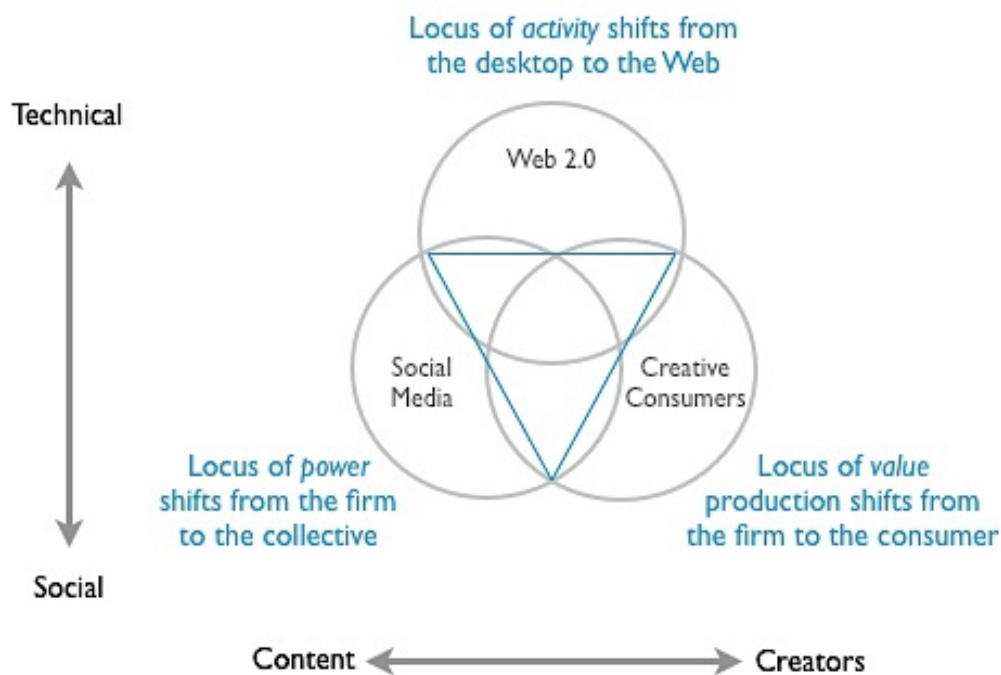 Locus of activity shifts from
the desktop to the Web
Technical
Web 2.0
Social
Media
Creative
Consumers
Locus of power
shifts from the firm
to the collective
Locus of value
production shifts from
the firm to the consumer
Social
Content
Creators